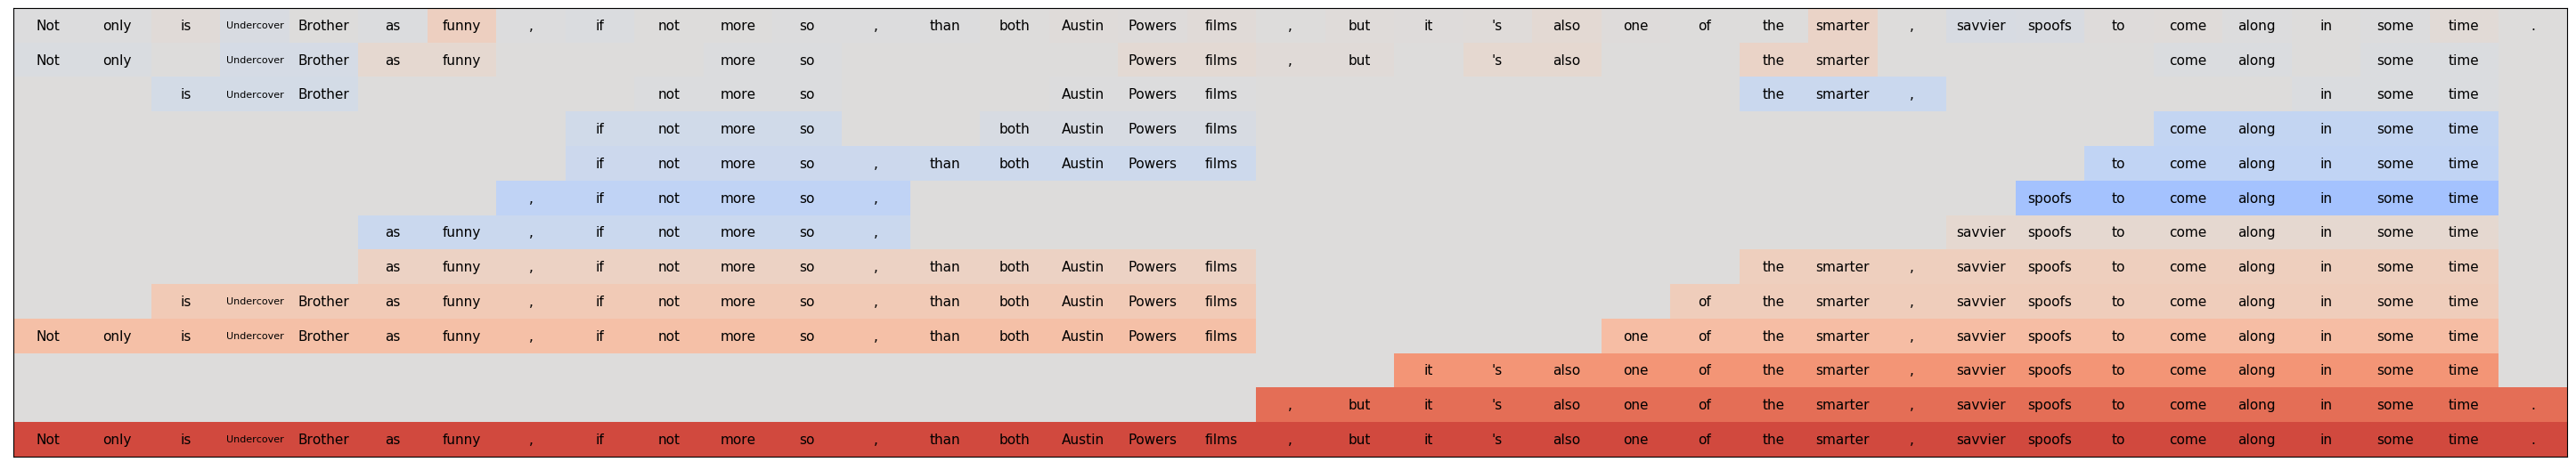 Not only is Undercover Brother as funny , if not more so , than both Austin Powers films , but it 's also one of the smarter , savvier spoofs to come along in some time .
Not only Undercover Brother as funny more so Powers films , but 's also the smarter come along some time
is Undercover Brother not more so Austin Powers films the smarter , in some time
if not more so both Austin Powers films come along in some time
if not more so , than both Austin Powers films to come along in some time
, if not more so , spoofs to come along in some time
as funny , if not more so , savvier spoofs to come along in some time
as funny , if not more so , than both Austin Powers films the smarter , savvier spoofs to come along in some time
is Undercover Brother as funny , if not more so , than both Austin Powers films of the smarter , savvier spoofs to come along in some time
Not only is Undercover Brother as funny , if not more so , than both Austin Powers films one of the smarter , savvier spoofs to come along in some time
it 's also one of the smarter , savvier spoofs to come along in some time
, but it 's also one of the smarter , savvier spoofs to come along in some time .
Not only is Undercover Brother as funny , if not more so , than both Austin Powers films , but it 's also one of the smarter , savvier spoofs to come along in some time .